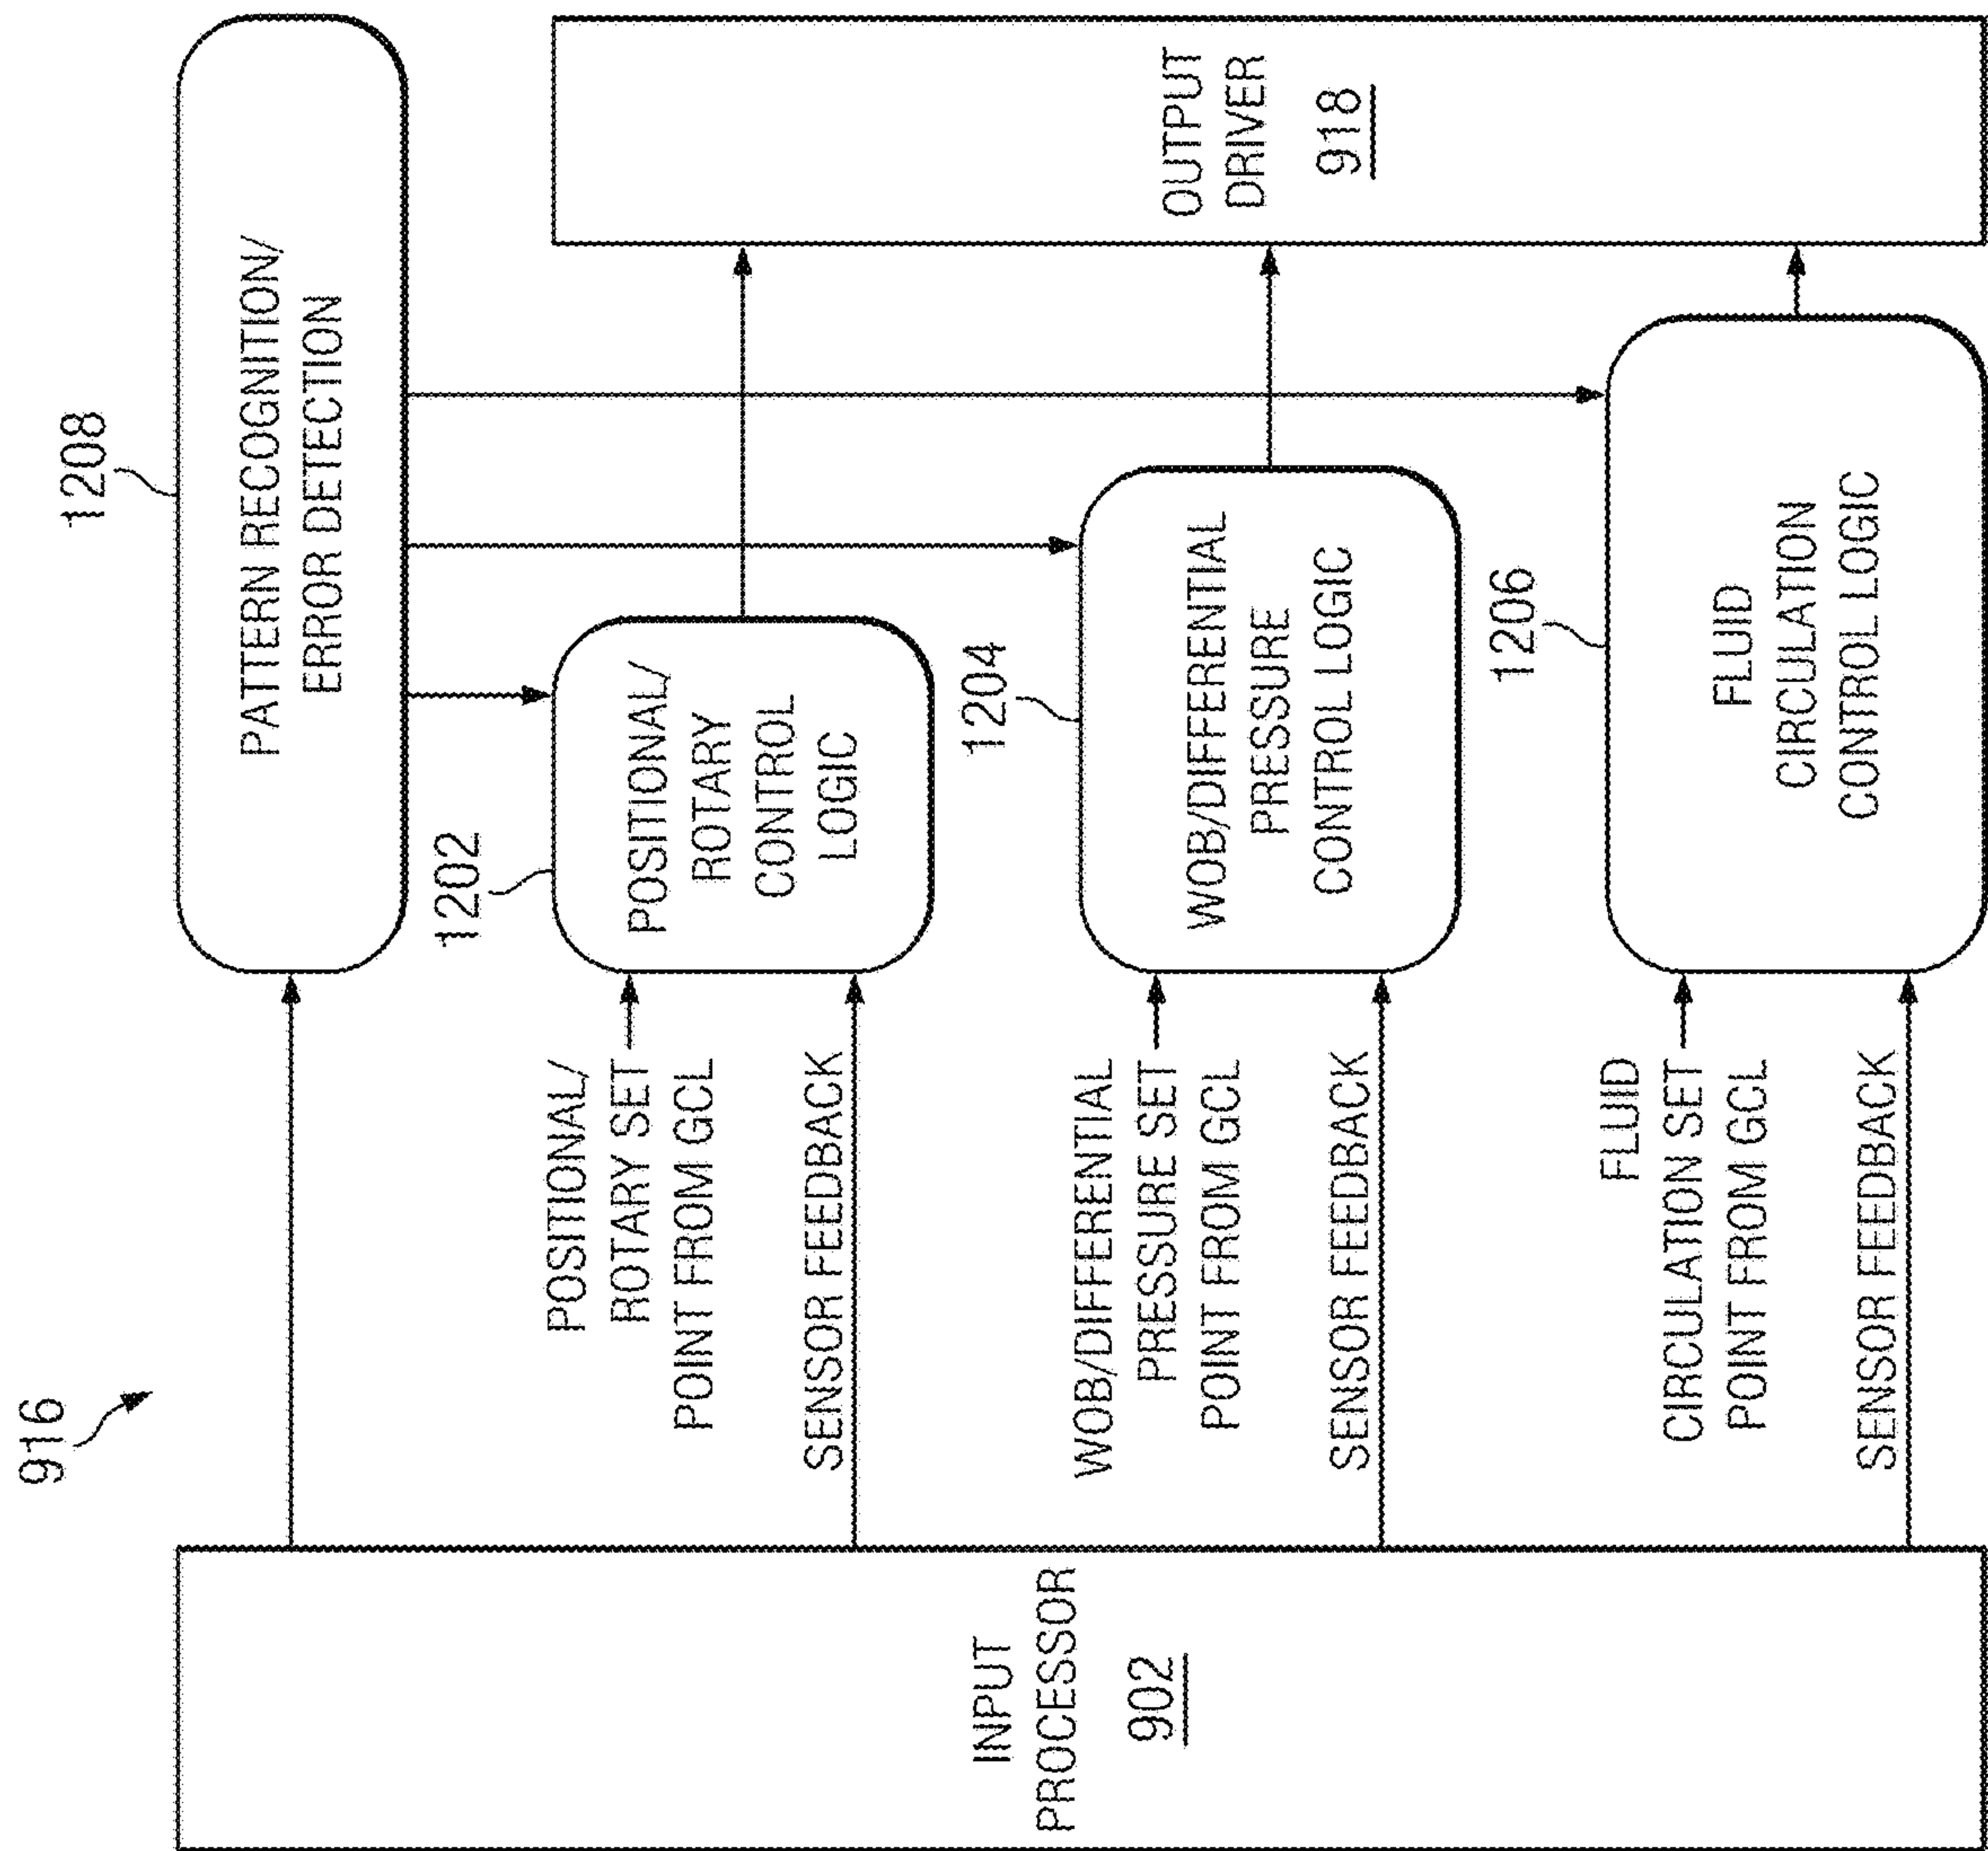 916
INPUT
PROCESSOR
902
1208
PATTERN RECOGNITION/
ERROR DETECTION
POSITIONAL/
ROTARY SET
POINT FROM GCL
SENSOR FEEDBACK
1202
POSITIONAL/
ROTARY
CONTROL
LOGIC
WOB/DIFFERENTIAL
PRESSURE SET
POINT FROM GCL
SENSOR FEEDBACK
1204
WOB/DIFFERENTIAL
PRESSURE
CONTROL LOGIC
FLUID
CIRCULATION SET
POINT FROM GCL
SENSOR FEEDBACK
1206
FLUID
CIRCULATION
CONTROL LOGIC
OUTPUT
DRIVER
918